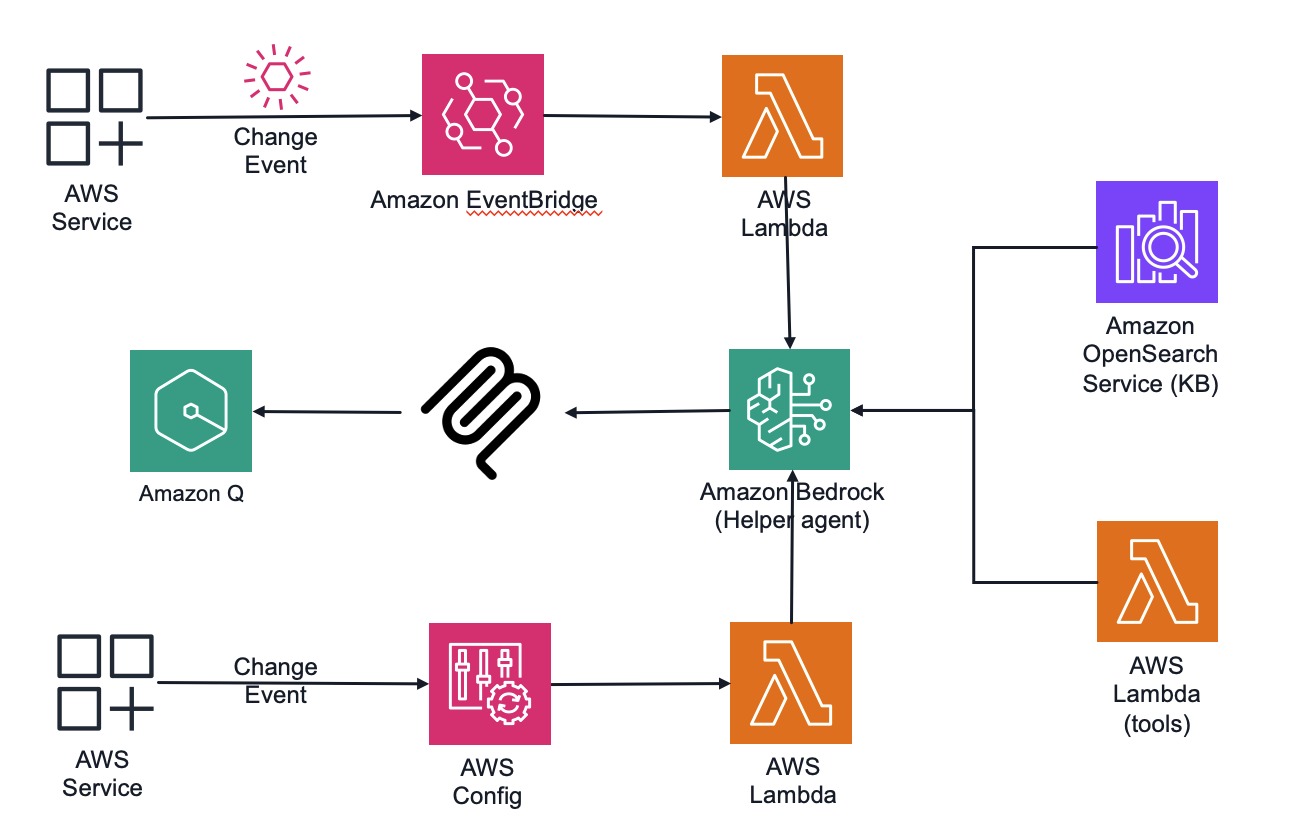 Change
Event
AWS
Service
Amazon EventBridge
AWS
Lambda
Amazon
OpenSearch
Service (KB)
Amazon Q
Amazon Bedrock
(Helper agent)
Change
Event
AWS
Service
AWS
Config
AWS
Lambda
AWS
Lambda
(tools)